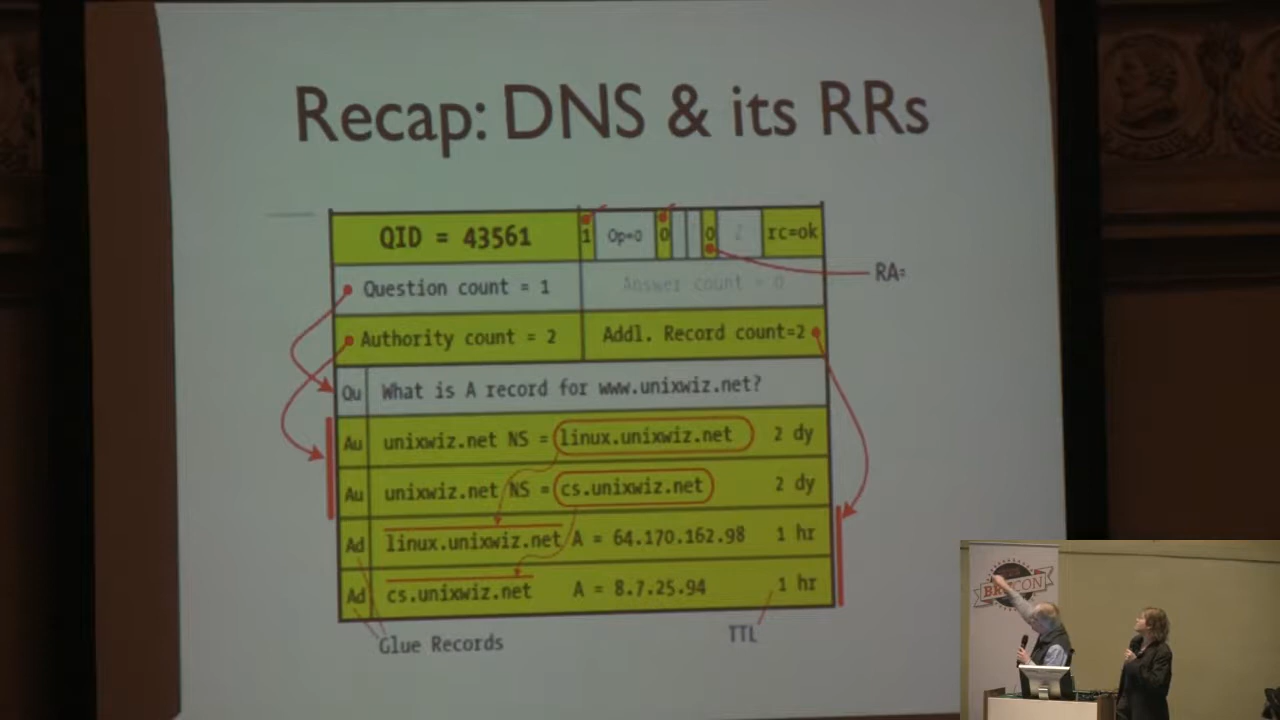 Recap: DNS & its RRs
QID = 43561 1 Op=0 0 0 Z rc=ok
RA=
Question count = 1 Answer count = 0
Authority count = 2 Addl. Record count=2
Qu What is A record for www.unixwiz.net?
Au unixwiz.net NS = linux.unixwiz.net 2 dy
Au unixwiz.net NS = cs.unixwiz.net 2 dy
Ad linux.unixwiz.net A = 64.170.162.98 1 hr
Ad cs.unixwiz.net A = 8.7.25.94 1 hr
Glue Records TTL